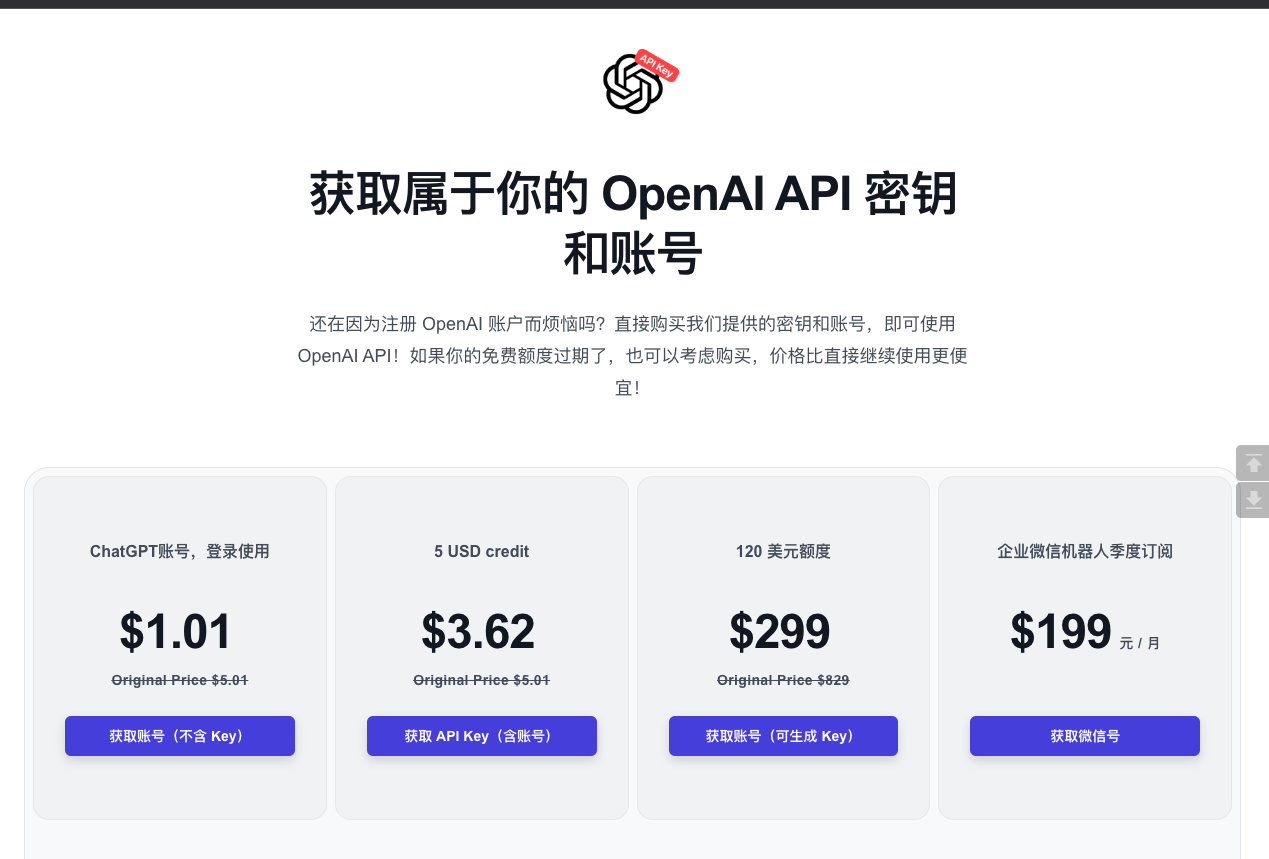 API Key
获取属于你的 OpenAI API 密钥
和账号
还在因为注册 OpenAI 账户而烦恼吗？直接购买我们提供的密钥和账号，即可使用
OpenAI API！如果你的免费额度过期了，也可以考虑购买，价格比直接继续使用更便
宜！
ChatGPT账号，登录使用
$1.01
Original Price $5.01
获取账号（不含 Key）
5 USD credit
$3.62
Original Price $5.01
获取 API Key（含账号）
120 美元额度
$299
Original Price $829
获取账号（可生成 Key）
企业微信机器人季度订阅
$199 元 / 月
获取微信号